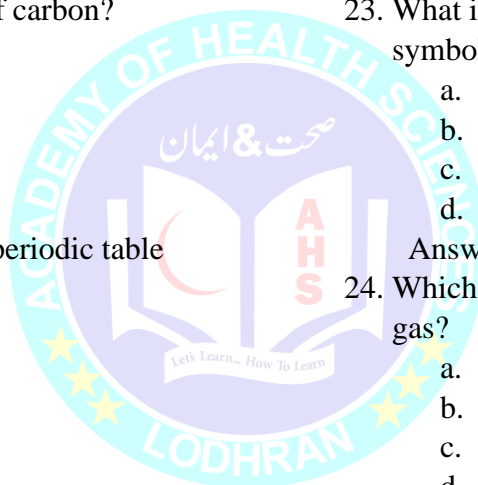 f carbon?
periodic table
23. What i
symbo
a.
b.
c.
d.
Answ
24. Which
gas?
a.
b.
c.
d.
ACADEMY OF HEALTH SCIENCES
صحت & ایمان
A
H
S
Let's Learn... How To Learn
LODHRAN